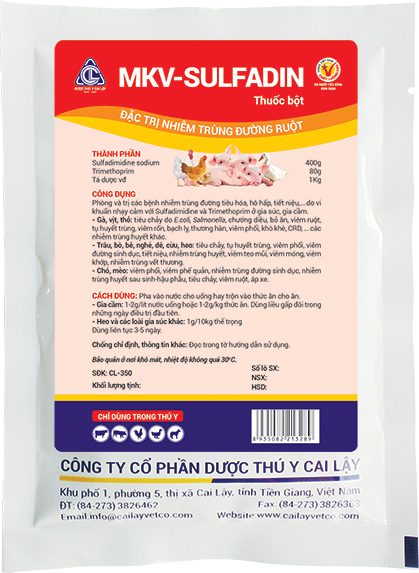 CL
DƯỢC THÚ Y CAI LẬY
MKV-SULFADIN
Thuốc bột
ĐẶC TRỊ NHIỄM TRÙNG ĐƯỜNG RUỘT
THÀNH PHẦN
Sulfadimidine sodium 400g
Trimethoprim 80g
Tá dược vđ 1Kg
CÔNG DỤNG
Phòng và trị các bệnh nhiễm trùng đường tiêu hóa, hô hấp, tiết niệu,....do vi
khuẩn nhạy cảm với Sulfadimidine và Trimethoprim ở gia súc, gia cầm.
- Gà, vịt, thỏ: tiêu chảy do E.coli, Salmonella, chướng diều, bỏ ăn, viêm ruột,
tụ huyết trùng, viêm rốn, bạch lỵ, thương hàn, viêm phổi, khò khè, CRD, ... các
nhiễm trùng huyết khác.
- Trâu, bò, bê, nghé, dê, cừu, heo: tiêu chảy, tụ huyết trùng, viêm phổi, viêm
đường sinh dục, tiết niệu, nhiễm trùng huyết, viêm teo mũi, viêm móng, viêm
khớp, nhiễm trùng vết thương.
- Chó, mèo: viêm phổi, viêm phế quản, nhiễm trùng đường sinh dục, nhiễm
trùng huyết sau sinh-hậu phẫu, tiêu chảy, viêm ruột, áp xe.
CÁCH DÙNG: Pha vào nước cho uống hay trộn vào thức ăn cho ăn.
- Gia cầm: 1-2g/lít nước uống hoặc 1-2g/kg thức ăn. Dùng liều gấp đôi trong
những ngày điều trị đầu tiên.
- Heo và các loài gia súc khác: 1g/10kg thể trọng
Dùng liên tục 3-5 ngày.
Chống chỉ định, thông tin khác: Đọc trong tờ hướng dẫn sử dụng.
Bảo quản ở nơi khô mát, nhiệt độ không quá 30°C.
SĐK: CL-350
Số lô SX:
NSX:
Khối lượng tịnh:
HSD:
CHỈ DÙNG TRONG THÚ Y
8 935082 213289
CÔNG TY CỔ PHẦN DƯỢC THÚ Y CAI LẬY
Khu phố 1, phường 5, thị xã Cai Lậy, tỉnh Tiền Giang, Việt Nam
ĐT: (84-273) 3826462 Fax: (84-273) 3826363
Email:info@cailayvetco.com Website:www.cailayvetco.com